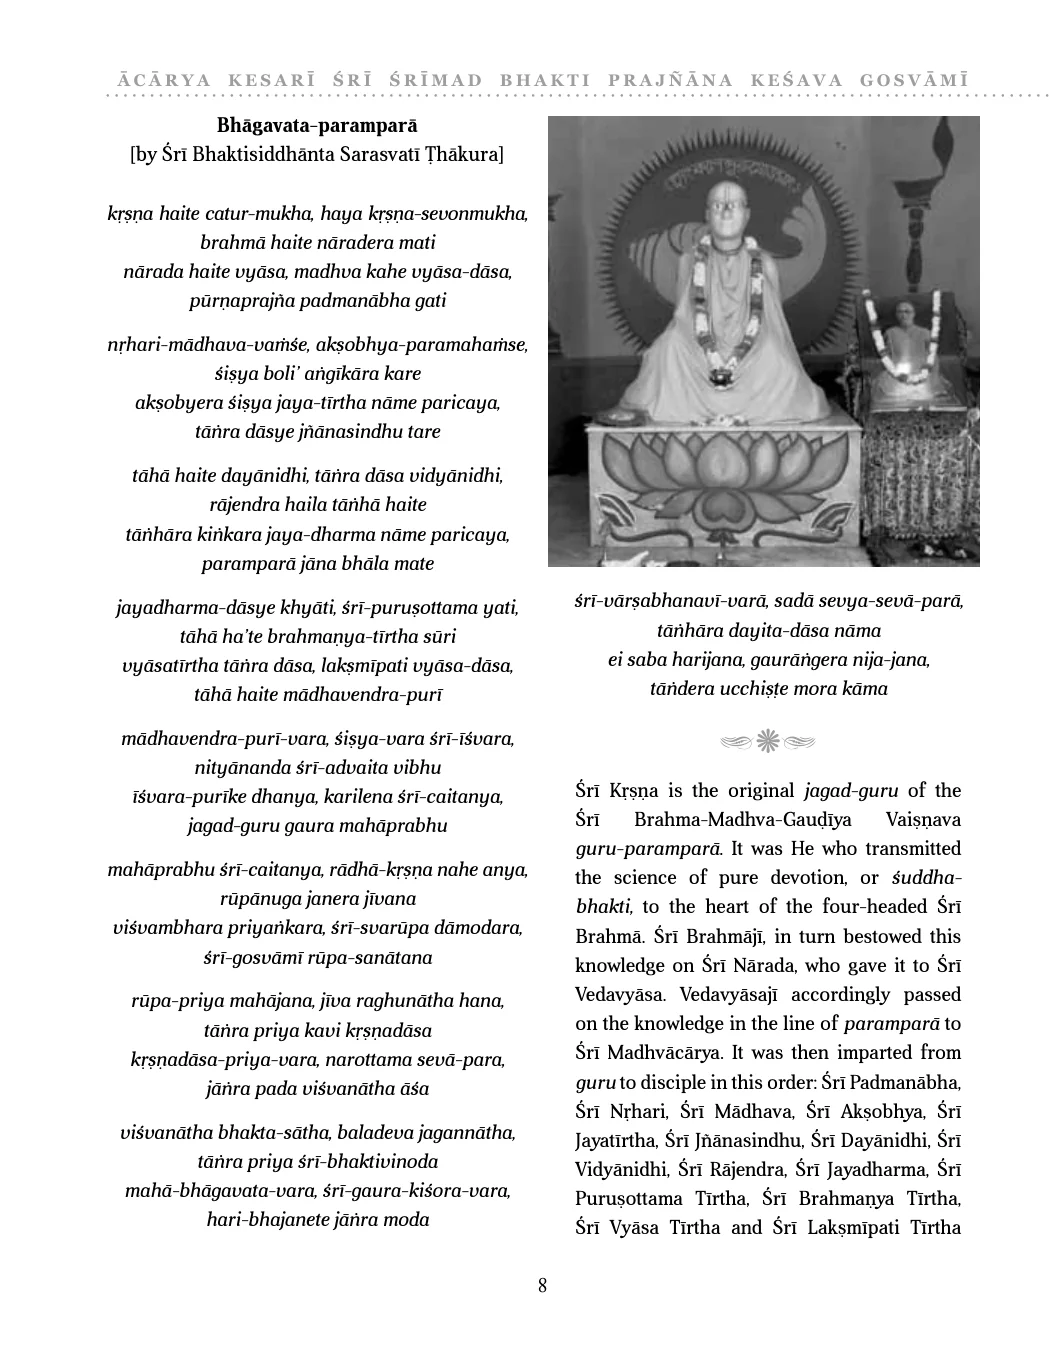 ĀCĀRYA KESARĪ ŚRĪ ŚRĪMAD BHAKTI PRAJÑĀNA KEŚAVA GOSVĀMĪ
Bhāgavata-paramparā
[by Śrī Bhaktisiddhānta Sarasvatī Ṭhākura]
kṛṣṇa haite catur-mukha, haya kṛṣṇa-sevonmukha,
brahmā haite nāradera mati
nārada haite vyāsa, madhva kahe vyāsa-dāsa,
pūrṇaprajña padmanābha gati
nṛhari-mādhava-vaṁśe, akṣobhya-paramahaṁse,
śiṣya boli’ aṅgīkāra kare
akṣobyera śiṣya jaya-tīrtha nāme paricaya,
tāṅra dāsye jñānasindhu tare
tāhā haite dayānidhi, tāṅra dāsa vidyānidhi,
rājendra haila tāṅhā haite
tāṅhāra kiṅkara jaya-dharma nāme paricaya,
paramparā jāna bhāla mate
jayadharma-dāsye khyāti, śrī-puruṣottama yati,
tāhā ha’te brahmaṇya-tīrtha sūri
vyāsatīrtha tāṅra dāsa, lakṣmīpati vyāsa-dāsa,
tāhā haite mādhavendra-purī
mādhavendra-purī-vara, śiṣya-vara śrī-īśvara,
nityānanda śrī-advaita vibhu
īśvara-purīke dhanya, karilena śrī-caitanya,
jagad-guru gaura mahāprabhu
mahāprabhu śrī-caitanya, rādhā-kṛṣṇa nahe anya,
rūpānuga janera jīvana
viśvambhara priyaṅkara, śrī-svarūpa dāmodara,
śrī-gosvāmī rūpa-sanātana
rūpa-priya mahājana, jīva raghunātha hana,
tāṅra priya kavi kṛṣṇadāsa
kṛṣṇadāsa-priya-vara, narottama sevā-para,
jāṅra pada viśvanātha āśa
viśvanātha bhakta-sātha, baladeva jagannātha,
tāṅra priya śrī-bhaktivinoda
mahā-bhāgavata-vara, śrī-gaura-kiśora-vara,
hari-bhajanete jāṅra moda
śrī-vārṣabhanavī-varā, sadā sevya-sevā-parā,
tāṅhāra dayita-dāsa nāma
ei saba harijana, gaurāṅgera nija-jana,
tāṅdera ucchiṣṭe mora kāma
Śrī Kṛṣṇa is the original jagad-guru of the
Śrī Brahma-Madhva-Gauḍīya Vaiṣṇava
guru-paramparā. It was He who transmitted
the science of pure devotion, or śuddha-
bhakti, to the heart of the four-headed Śrī
Brahmā. Śrī Brahmājī, in turn bestowed this
knowledge on Śrī Nārada, who gave it to Śrī
Vedavyāsa. Vedavyāsajī accordingly passed
on the knowledge in the line of paramparā to
Śrī Madhvācārya. It was then imparted from
guru to disciple in this order: Śrī Padmanābha,
Śrī Nṛhari, Śrī Mādhava, Śrī Akṣobhya, Śrī
Jayatīrtha, Śrī Jñānasindhu, Śrī Dayānidhi, Śrī
Vidyānidhi, Śrī Rājendra, Śrī Jayadharma, Śrī
Puruṣottama Tīrtha, Śrī Brahmaṇya Tīrtha,
Śrī Vyāsa Tīrtha and Śrī Lakṣmīpati Tīrtha
8